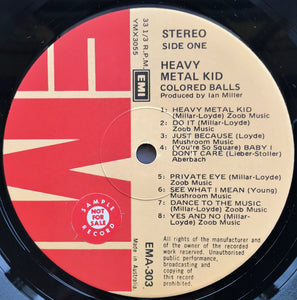 STEREO
SIDE ONE
HEAVY
METAL KID
COLORED BALLS
Produced by Ian Miller
33 1/3 R.P.M.
YMX3055
EMI
EMI
1: HEAVY METAL KID
(Millar-Loyde) Zoob Music
2: DO IT (Millar-Loyde)
Zoob Music
3: JUST BECAUSE (Loyde)
Mushroom Music
4: (You're So Square) BABY I
DON'T CARE (Lieber-Stoller)
Aberbach
5: PRIVATE EYE (Millar-Loyde)
Zoob Music
6: SEE WHAT I MEAN (Young)
Mushroom Music
7: DANCE TO THE MUSIC
(Millar-Loyde) Zoob Music
8: YES AND NO (Millar-Loyde)
Zoob Music
SAMPLE
NOT
FOR
SALE
RECORD
EMA-303
Made in Australia
All rights of the manufacturer and
of the owner of the recorded work
reserved. Unauthorised
public performance,
broadcasting and
copying of this
record prohibited.